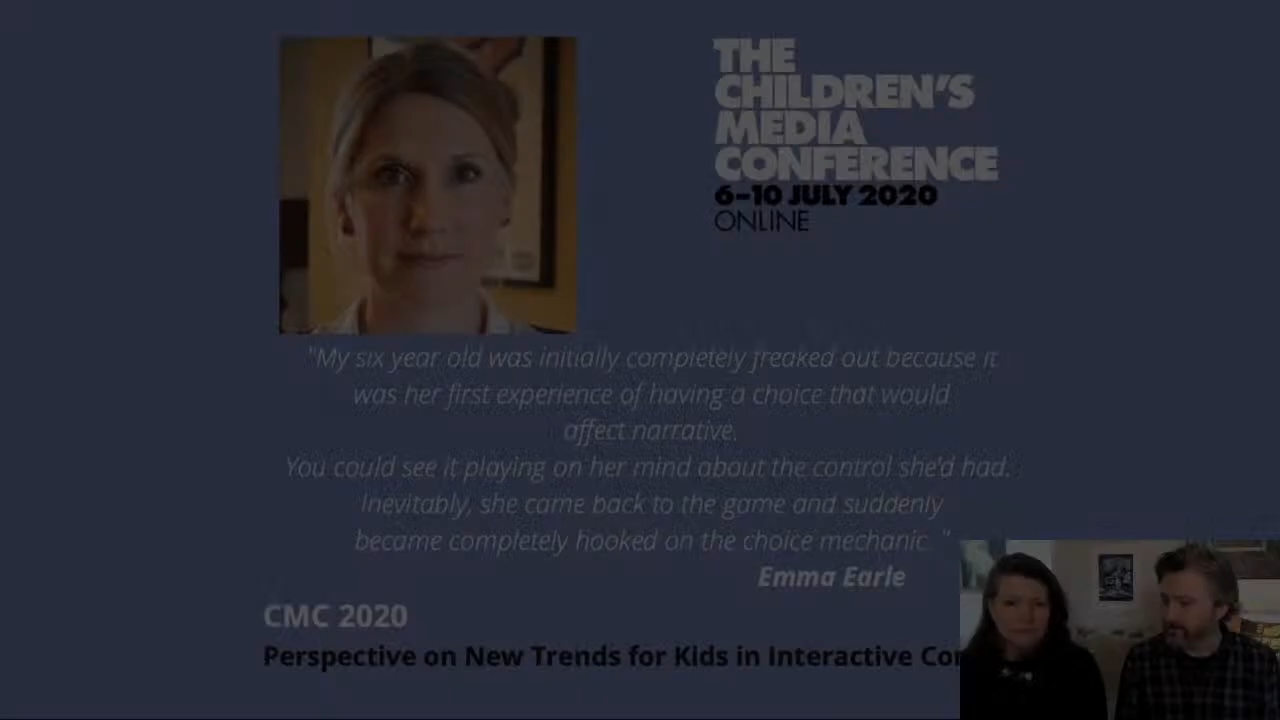 THE
CHILDREN'S
MEDIA
CONFERENCE
6–10 JULY 2020
ONLINE
"My six year old was initially completely freaked out because it
was her first experience of having a choice that would
affect narrative.
You could see it playing on her mind about the control she'd had.
Inevitably, she came back to the game and suddenly
became completely hooked on the choice mechanic. "
Emma Earle
CMC 2020
Perspective on New Trends for Kids in Interactive